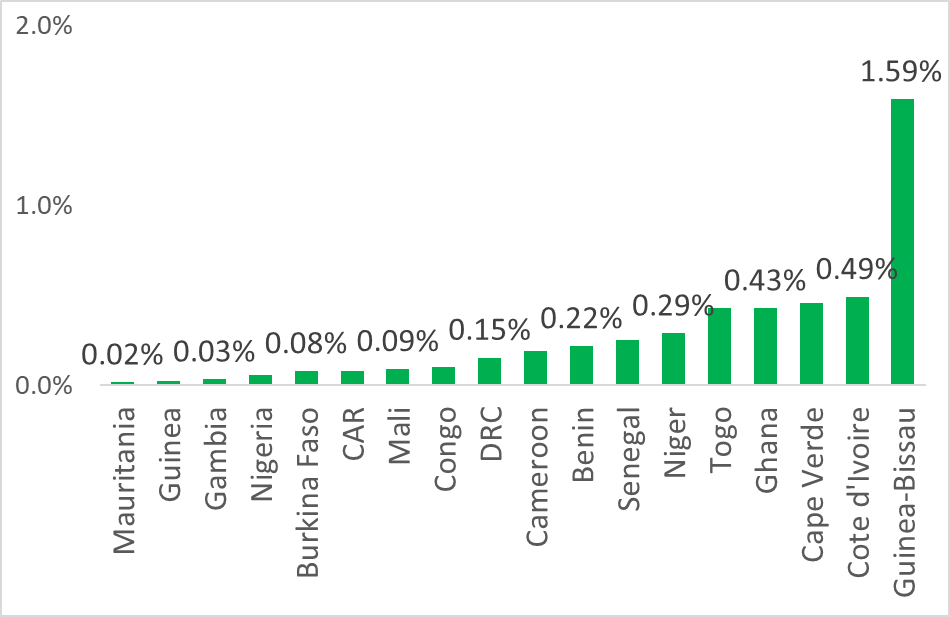 2.0%
1.0%
0.0%
0.02%
0.03%
0.08%
0.09%
0.15%
0.22%
0.29%
0.43%
0.49%
1.59%
Mauritania
Guinea
Gambia
Nigeria
Burkina Faso
CAR
Mali
Congo
DRC
Cameroon
Benin
Senegal
Niger
Togo
Ghana
Cape Verde
Cote d'Ivoire
Guinea-Bissau